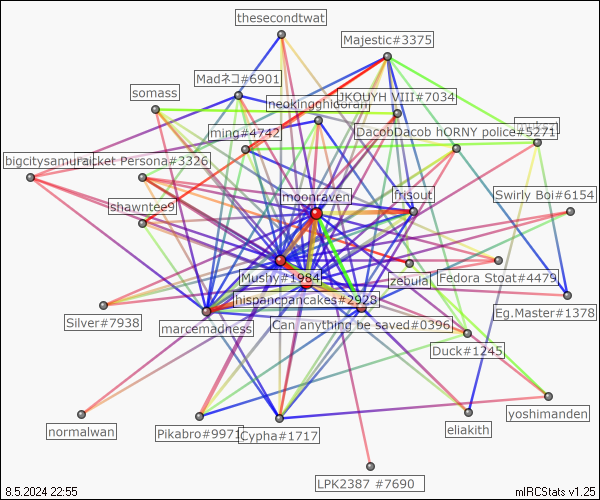 thesecondtwat
Majestic#3375
Madネコ#6901
somass
JKOUYH VIII#7034
neokingghidorah
ming#4742
DacobDacob hORNY police#5271
bigcitysamurai
Jacket Persona#3326
moonraven
frisout
Swirly Boi#6154
shawntee9
Mushy#1984
zebula
Fedora Stoat#4479
hispancpancakes#2928
Eg.Master#1378
Silver#7938
marcemadness
Can anything be saved#0396
Duck#1245
yoshimanden
normalwan
Pikabro#9971
Cypha#1717
eliakith
LPK2387 #7690
8.5.2024 22:55
mIRCStats v1.25